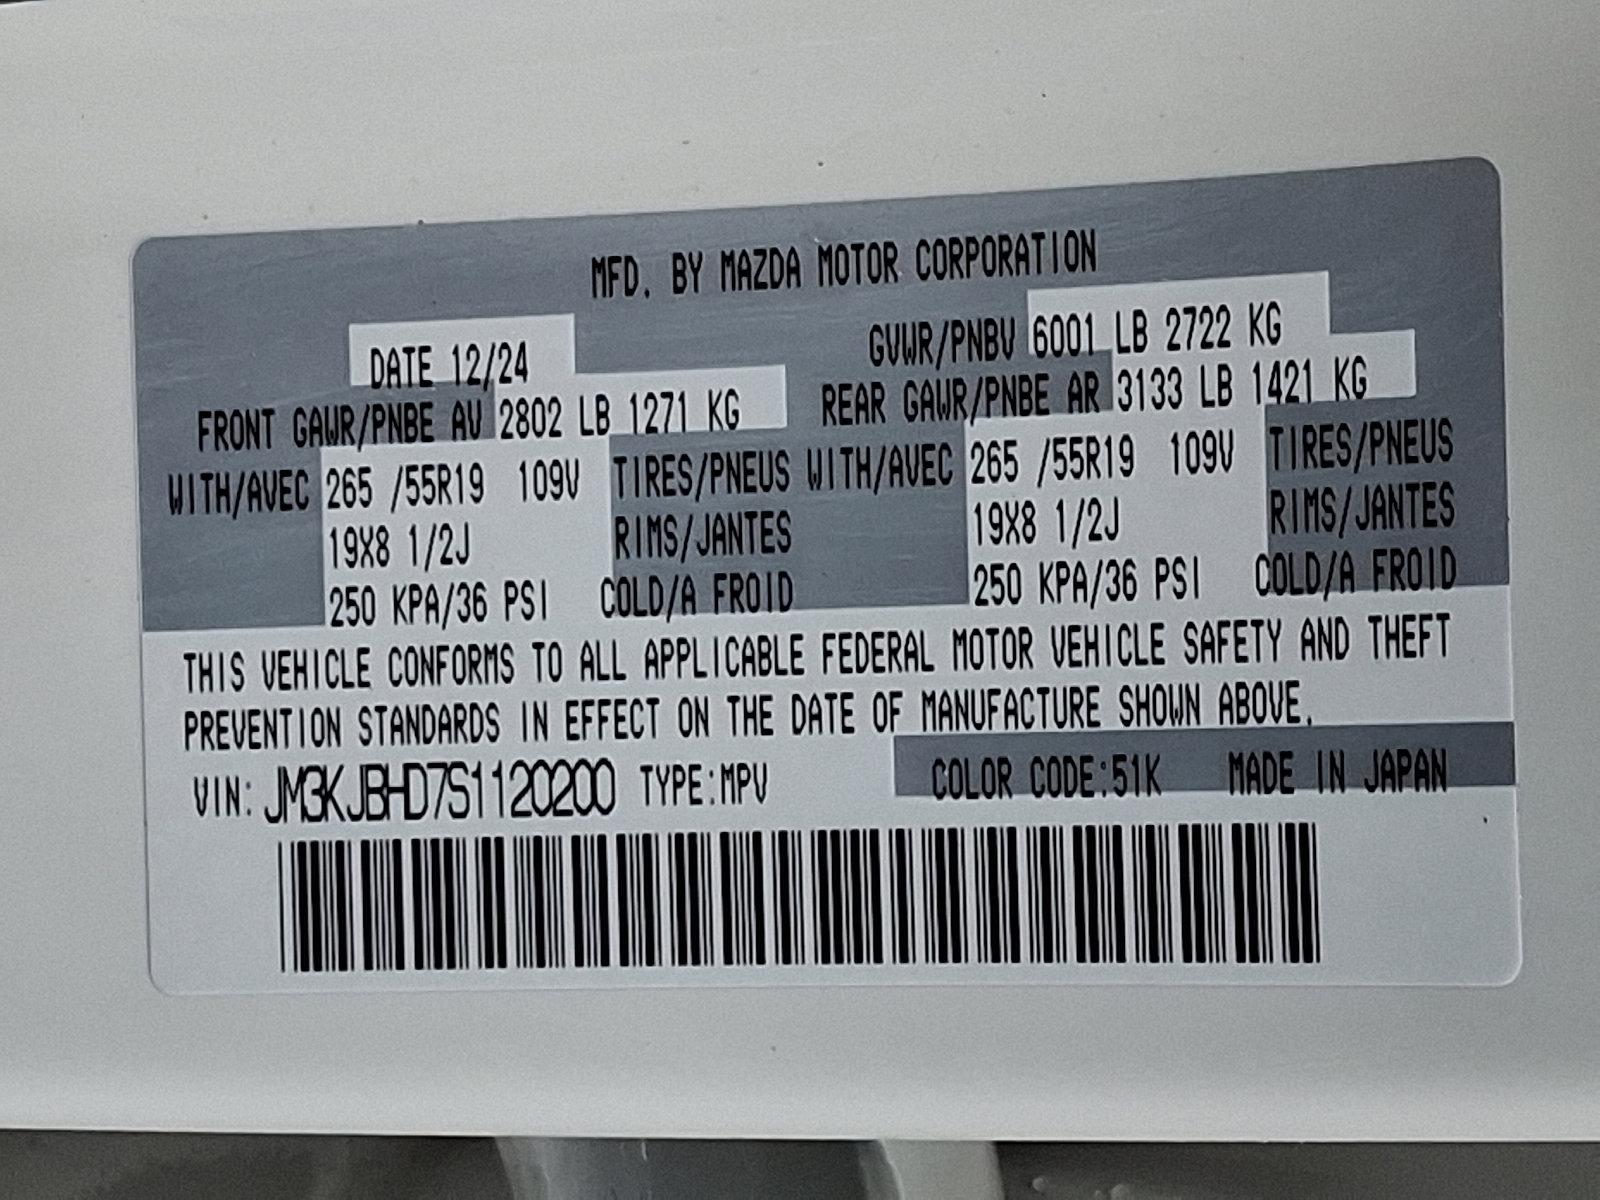 MFD. BY MAZDA MOTOR CORPORATION
DATE 12/24 GVWR/PNBV 6001 LB 2722 KG
FRONT GAWR/PNBE AV 2802 LB 1271 KG REAR GAWR/PNBE AR 3133 LB 1421 KG
WITH/AVEC 265 /55R19 109V TIRES/PNEUS WITH/AVEC 265 /55R19 109V TIRES/PNEUS
19X8 1/2J RIMS/JANTES 19X8 1/2J RIMS/JANTES
250 KPA/36 PSI COLD/A FROID 250 KPA/36 PSI COLD/A FROID
THIS VEHICLE CONFORMS TO ALL APPLICABLE FEDERAL MOTOR VEHICLE SAFETY AND THEFT
PREVENTION STANDARDS IN EFFECT ON THE DATE OF MANUFACTURE SHOWN ABOVE.
VIN: JM3KJBHD7S1120200 TYPE:MPV COLOR CODE:51K MADE IN JAPAN